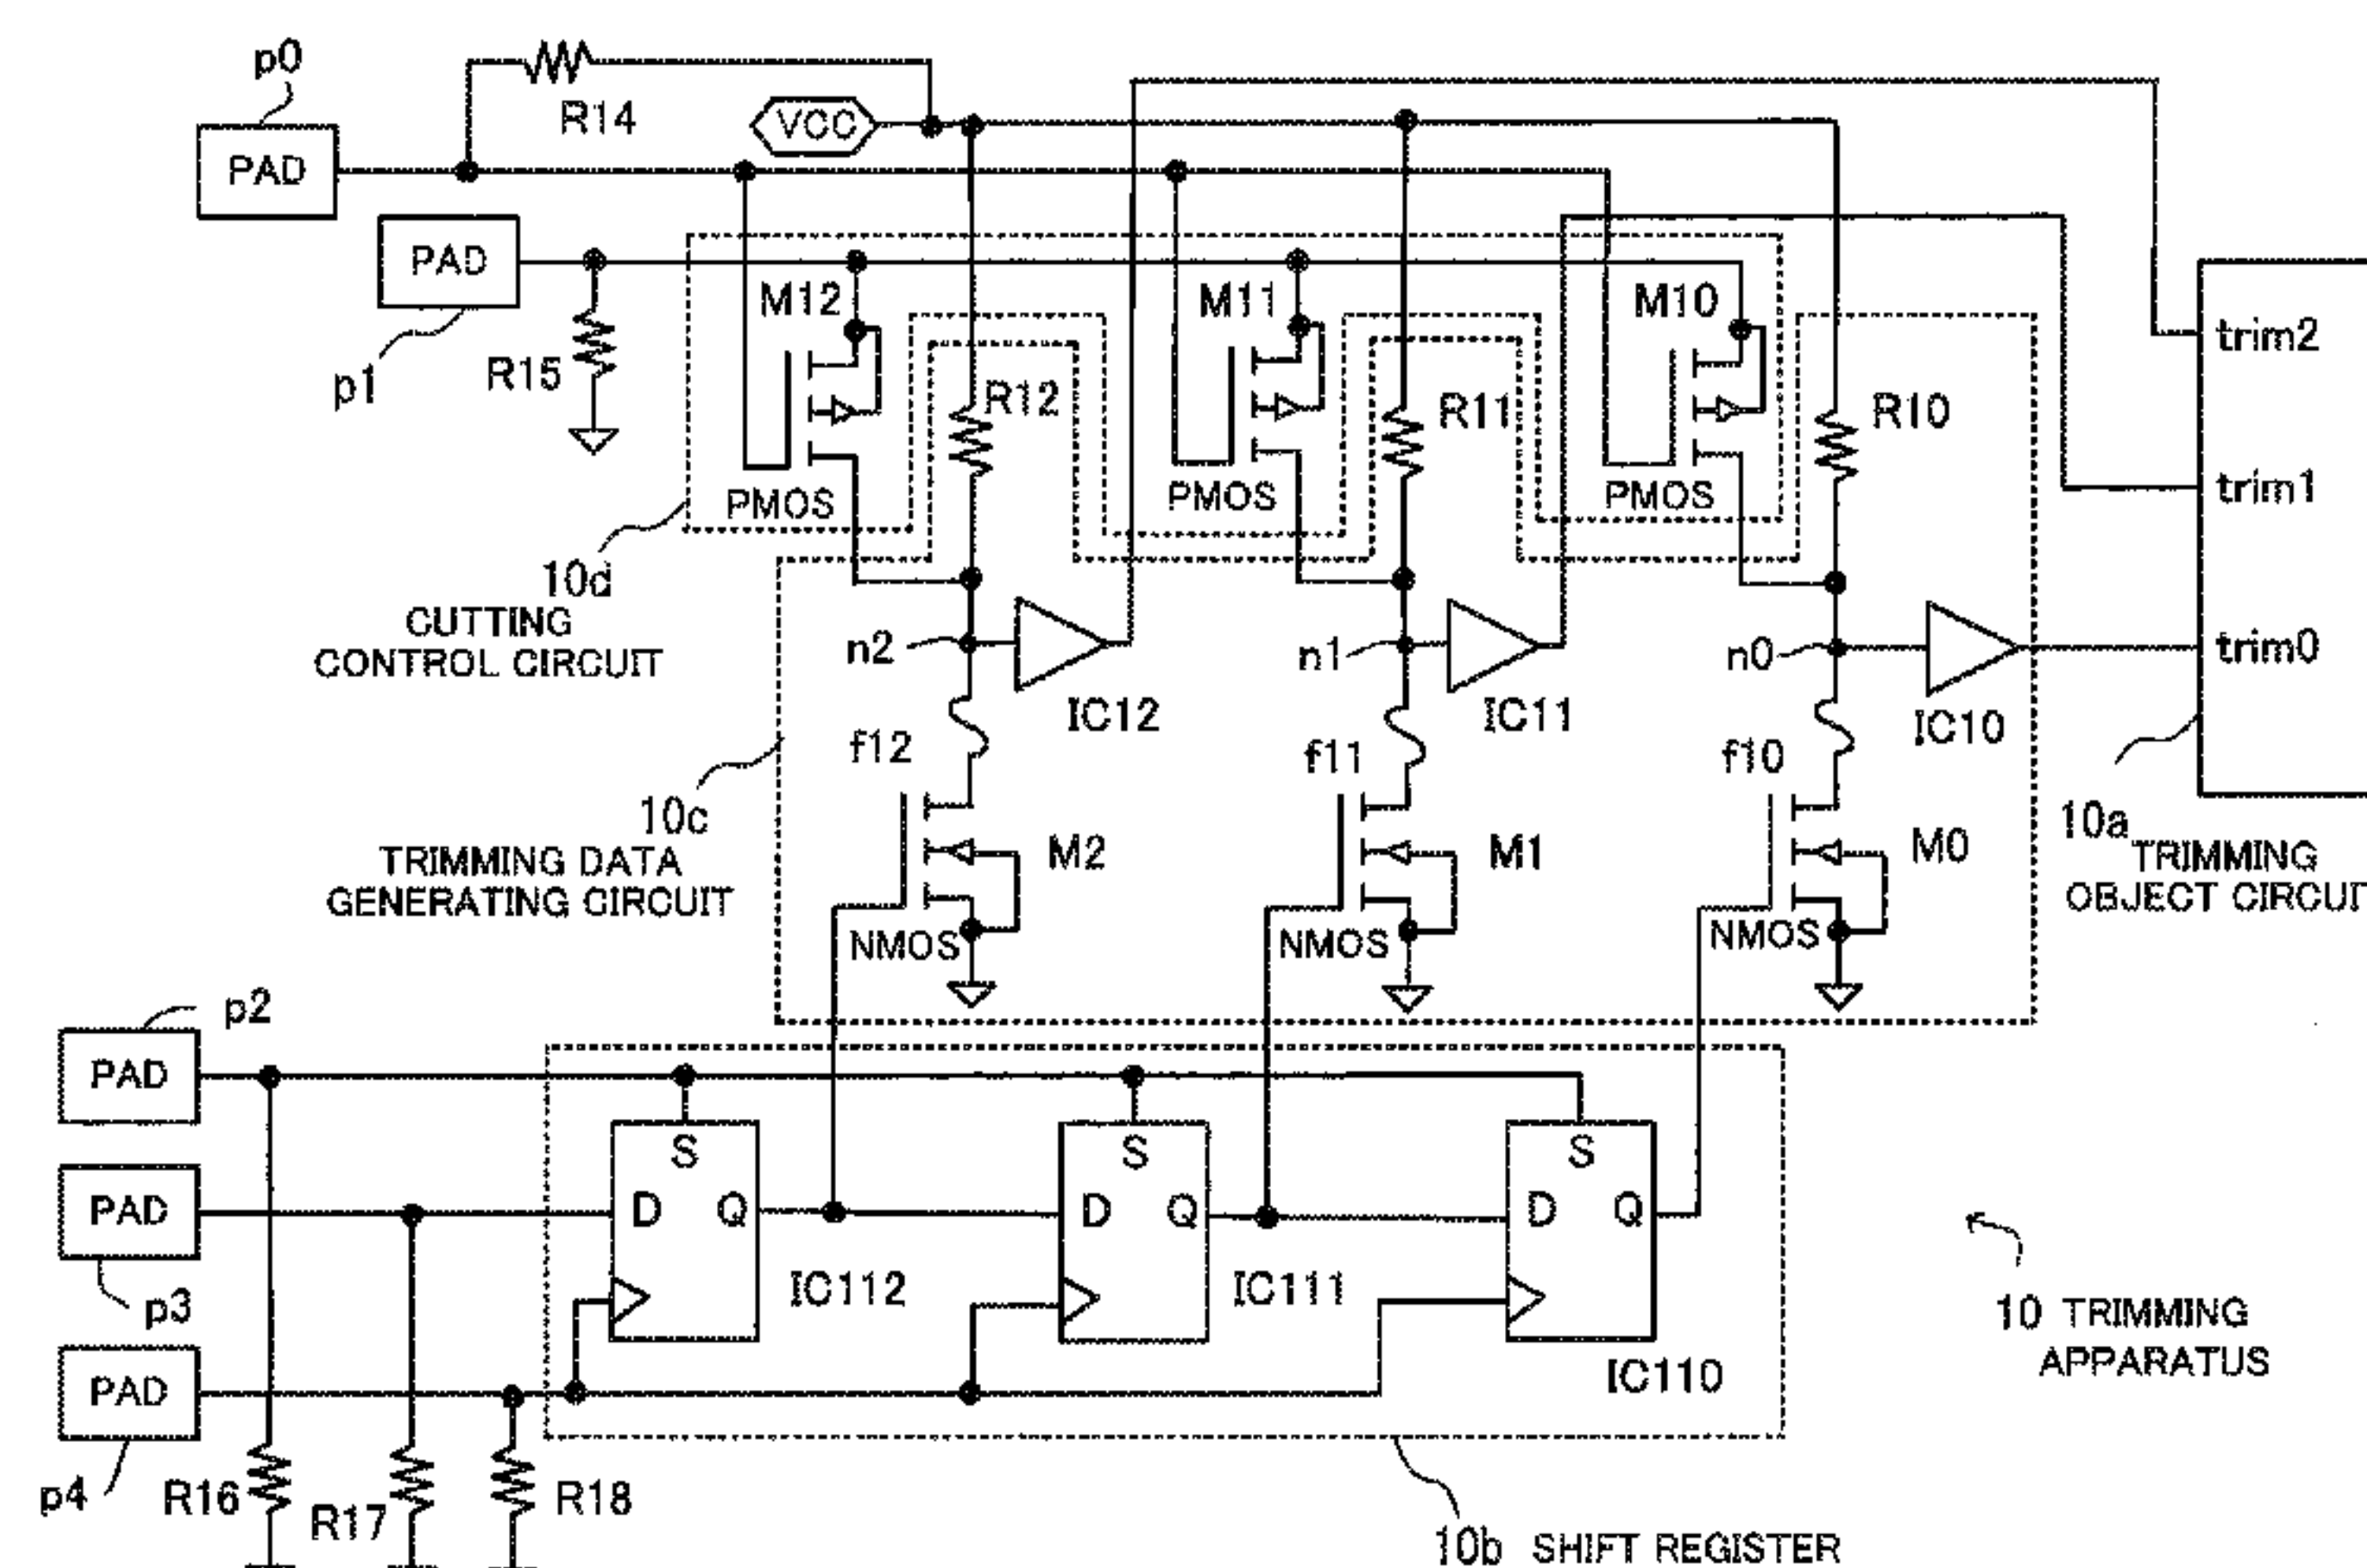 p0
PAD
R14
VCC
PAD
p1
R15
M12
M11
M10
R12
R11
R10
PMOS
PMOS
PMOS
trim2
trim1
trim0
10d
CUTTING
CONTROL CIRCUIT
n2
n1
n0
IC12
IC11
IC10
f12
f11
f10
10c
TRIMMING DATA
GENERATING CIRCUIT
M2
M1
M0
NMOS
NMOS
NMOS
10a
TRIMMING
OBJECT CIRCUIT
p2
PAD
S
S
S
PAD
D
Q
D
Q
D
Q
p3
IC112
IC111
IC110
PAD
p4
R16
R17
R18
10 TRIMMING
APPARATUS
10b SHIFT REGISTER